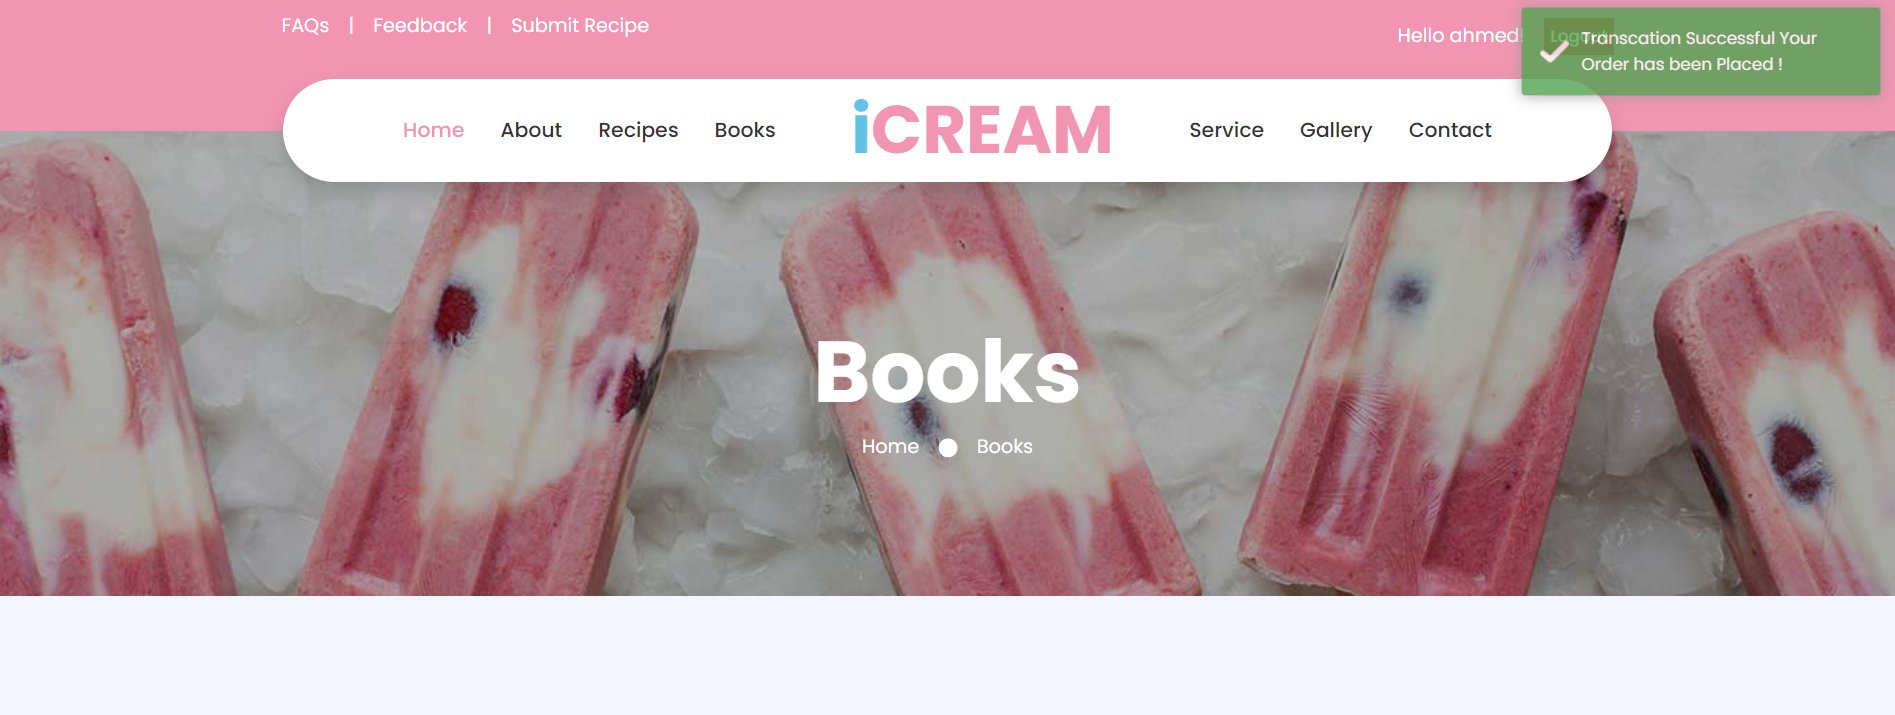 FAQs | Feedback | Submit Recipe
Hello ahmed! Logout
Transcation Successful Your
Order has been Placed !
Home About Recipes Books iCREAM Service Gallery Contact
Books
Home Books